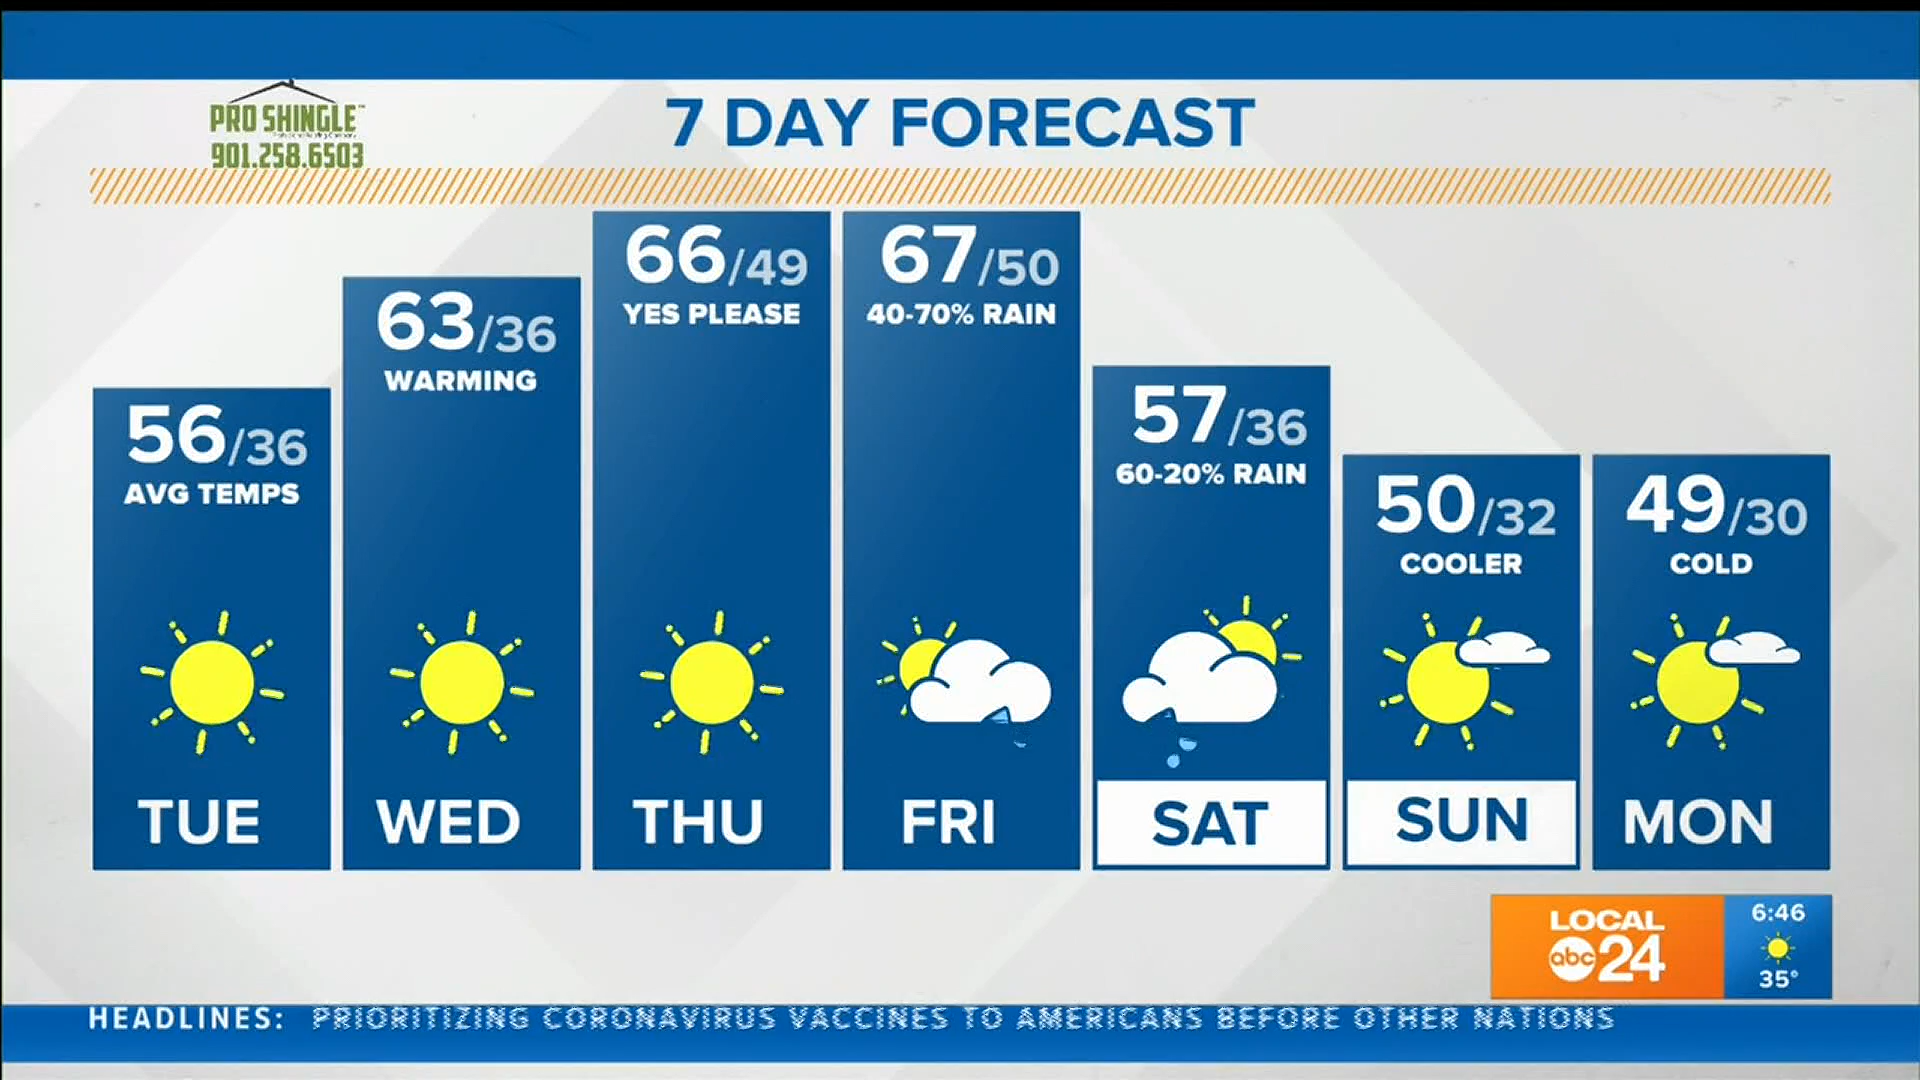 PRO SHINGLE
901.258.6503
7 DAY FORECAST
56/36
AVG TEMPS
TUE
63/36
WARMING
WED
66/49
YES PLEASE
THU
67/50
40-70% RAIN
FRI
57/36
60-20% RAIN
SAT
50/32
COOLER
SUN
49/30
COLD
MON
LOCAL
abc 24
6:46
35°
HEADLINES: PRIORITIZING CORONAVIRUS VACCINES TO AMERICANS BEFORE OTHER NATIONS